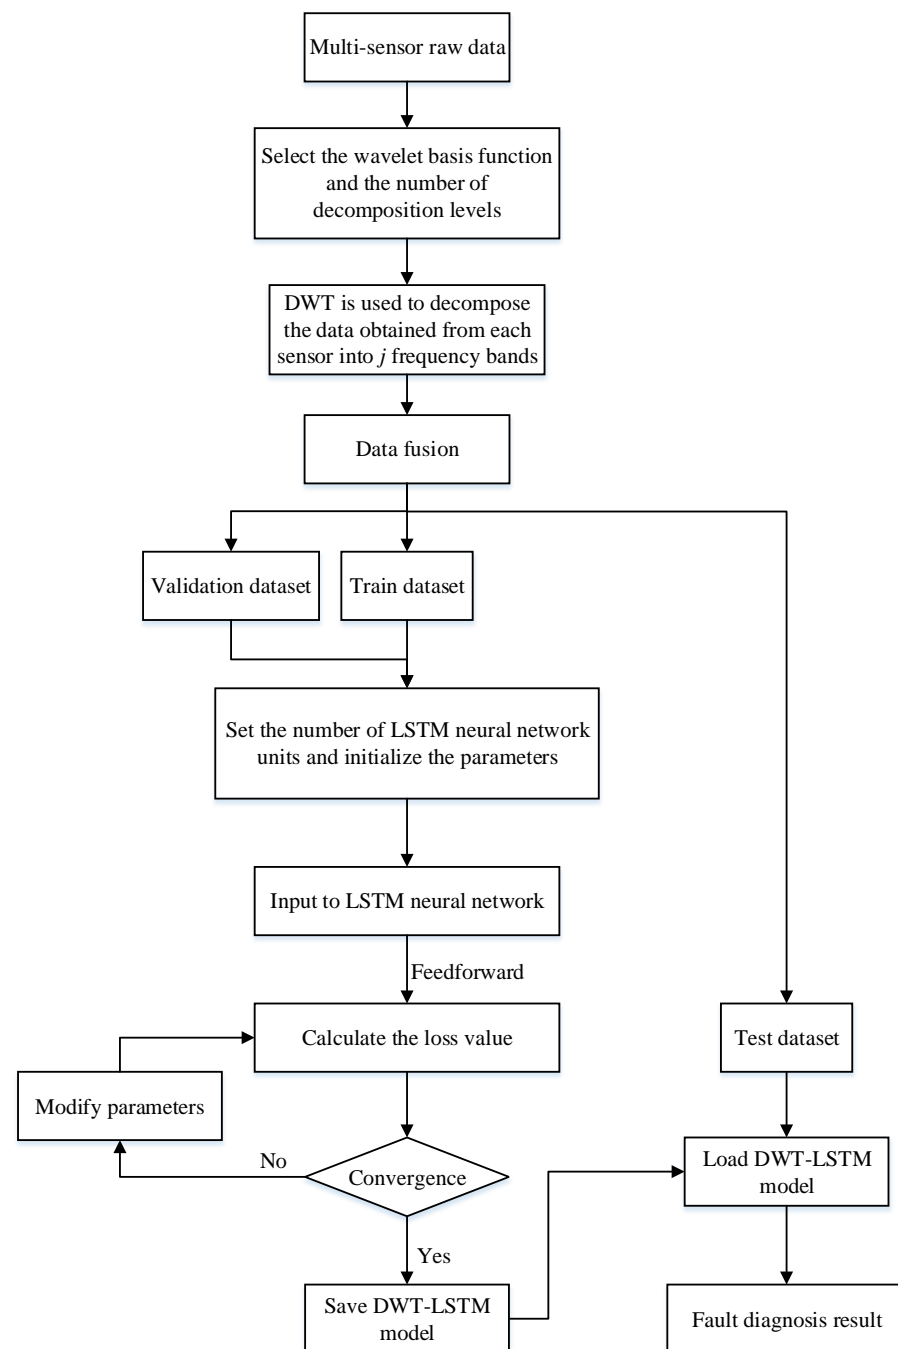 Multi-sensor raw data
Select the wavelet basis function
and the number of
decomposition levels
DWT is used to decompose
the data obtained from each
sensor into j frequency bands
Data fusion
Validation dataset
Train dataset
Set the number of LSTM neural network
units and initialize the parameters
Input to LSTM neural network
Feedforward
Calculate the loss value
Test dataset
Modify parameters
No
Convergence
Load DWT-LSTM
model
Yes
Save DWT-LSTM
model
Fault diagnosis result